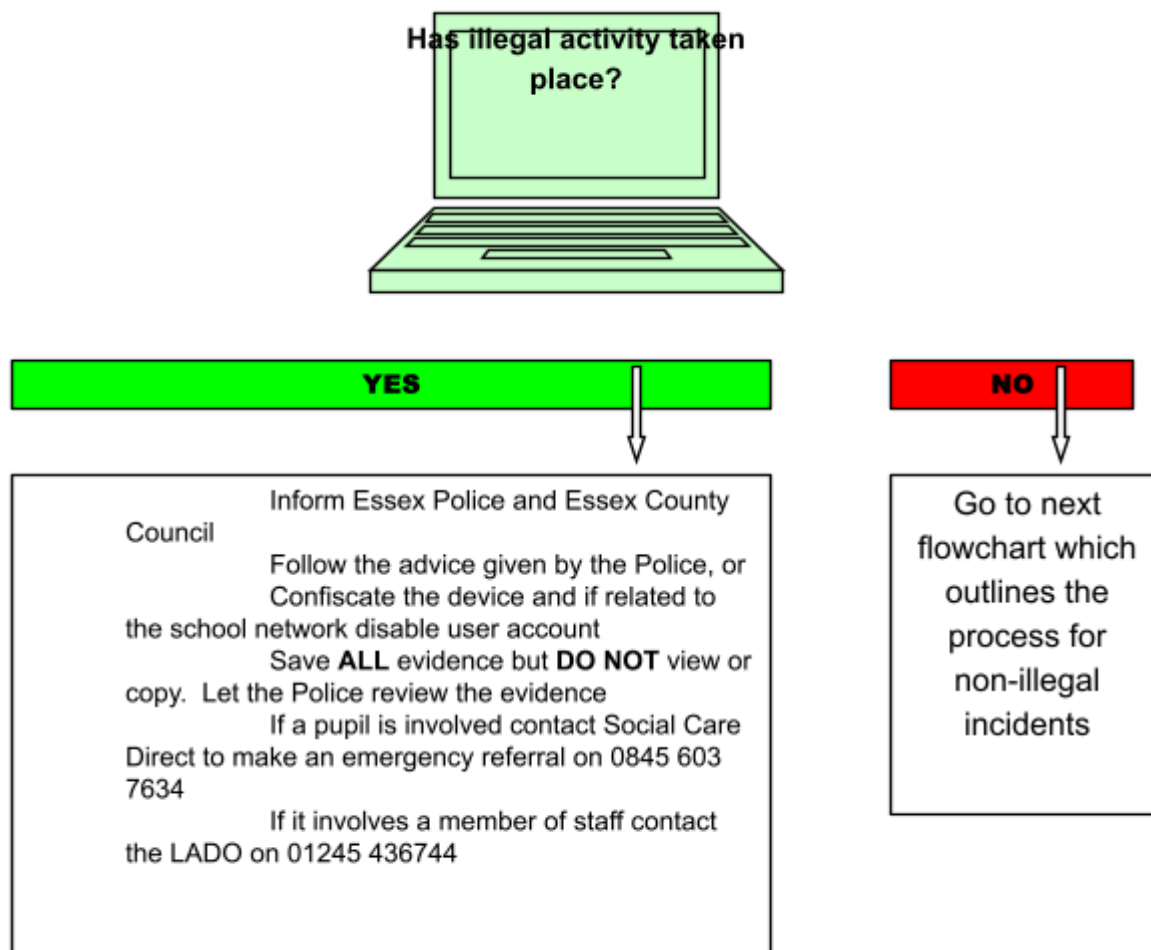 Has illegal activity taken
place?
YES
NO
Inform Essex Police and Essex County
Council
Follow the advice given by the Police, or
Confiscate the device and if related to
the school network disable user account
Save ALL evidence but DO NOT view or
copy.  Let the Police review the evidence
If a pupil is involved contact Social Care
Direct to make an emergency referral on 0845 603
7634
If it involves a member of staff contact
the LADO on 01245 436744
Go to next
flowchart which
outlines the
process for
non-illegal
incidents